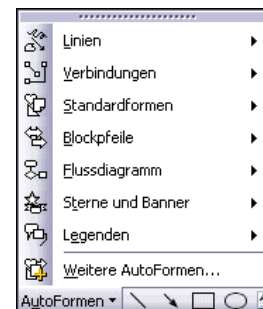 Linien
Verbindungen
Standardformen
Blockpfeile
Flussdiagramm
Sterne und Banner
Legenden
Weitere AutoFormen...
AutoFormen